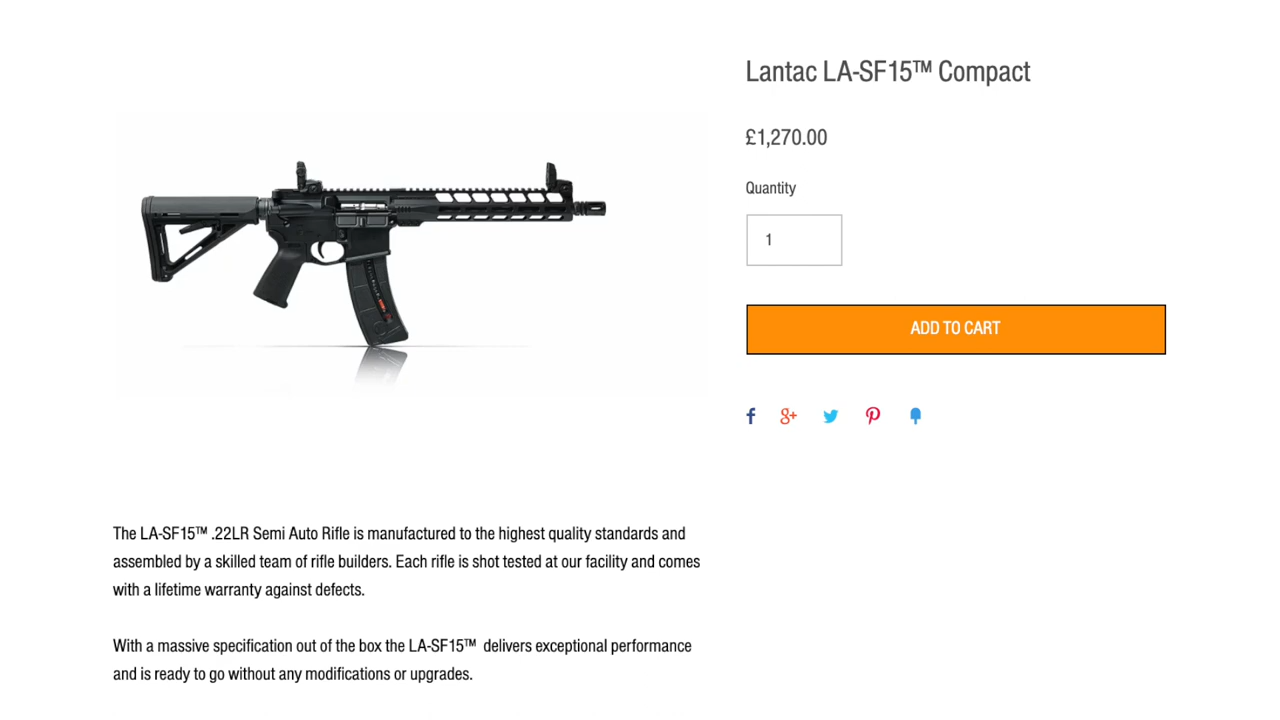 Lantac LA-SF15™ Compact
£1,270.00
Quantity
1
ADD TO CART
The LA-SF15™ .22LR Semi Auto Rifle is manufactured to the highest quality standards and
assembled by a skilled team of rifle builders. Each rifle is shot tested at our facility and comes
with a lifetime warranty against defects.
With a massive specification out of the box the LA-SF15™ delivers exceptional performance
and is ready to go without any modifications or upgrades.